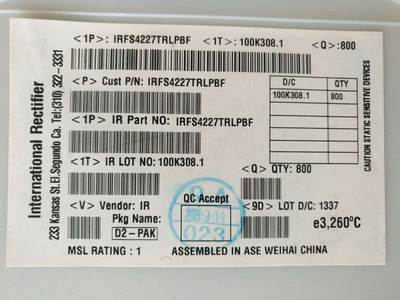 <1P>: IRFS4227TRLPBF <1T>:100K308.1 <Q>:800
<P> Cust P/N: IRFS4227TRLPBF
D/C QTY
100K308.1 800
<1P> IR Part NO: IRFS4227TRLPBF
<1T> IR LOT NO:100K308.1 <Q> QTY: 800
<V> Vendor: IR QC Accept <9D> LOT D/C: 1337
Pkg Name: e3,260°C
D2-PAK
023
MSL RATING : 1 ASSEMBLED IN ASE WEIHAI CHINA
International Rectifier
233 Kansas St.El.Segundo Ca. Tel:(310) 322-3331
CAUTION STATIC SENSITIVE DEVICES